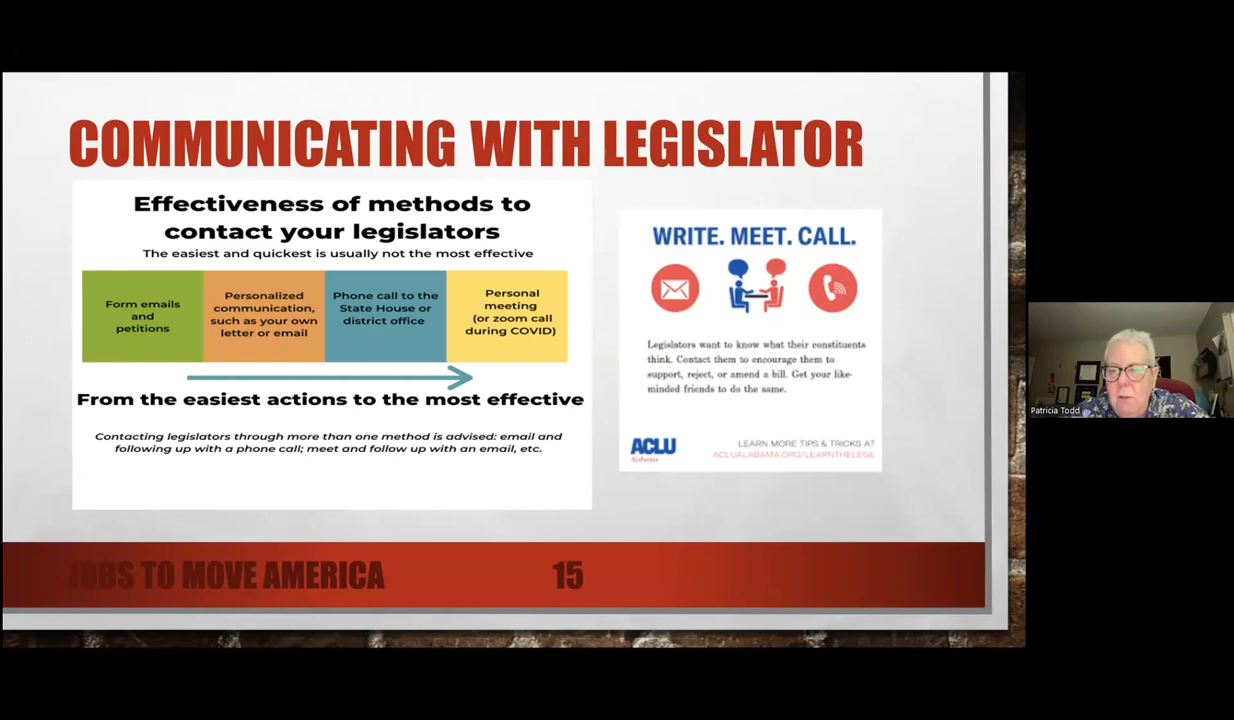 COMMUNICATING WITH LEGISLATOR
Effectiveness of methods to
contact your legislators
The easiest and quickest is usually not the most effective
Form emails
and
petitions
Personalized
communication,
such as your own
letter or email
Phone call to the
State House or
district office
Personal
meeting
(or zoom call
during COVID)
From the easiest actions to the most effective
Contacting legislators through more than one method is advised: email and
following up with a phone call; meet and follow up with an email, etc.
WRITE. MEET. CALL.
Legislators want to know what their constituents
think. Contact them to encourage them to
support, reject, or amend a bill. Get your like-
minded friends to do the same.
ACLU
Alabama
LEARN MORE TIPS & TRICKS AT
ACLUALABAMA.ORG/LEARNTHELEGE
JOBS TO MOVE AMERICA
15
Patricia Todd